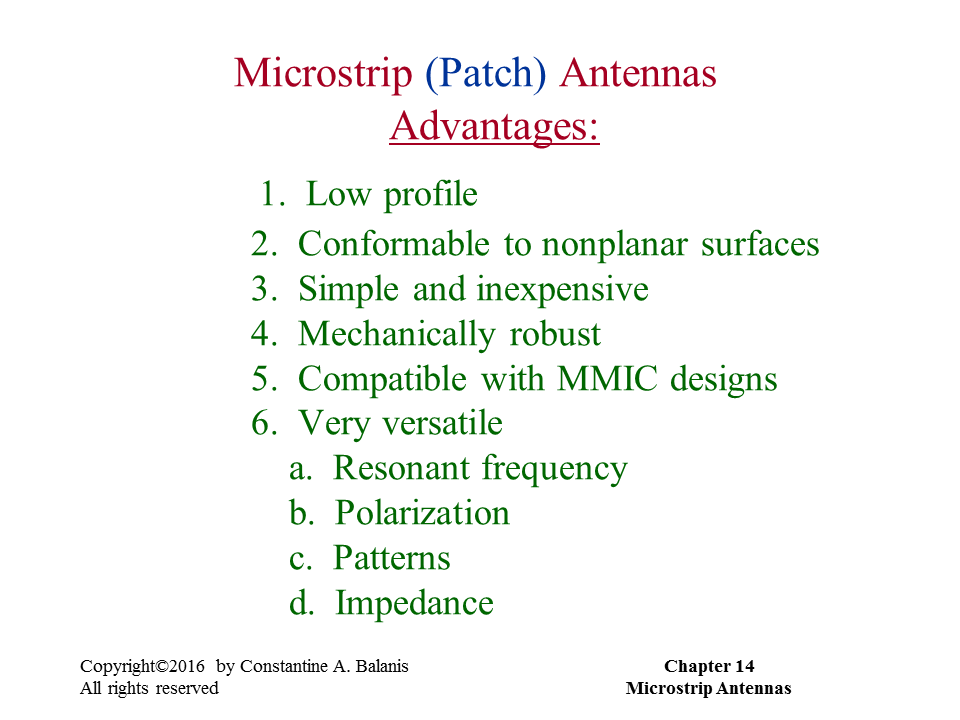 Microstrip (Patch) Antennas
Advantages:
1. Low profile
2. Conformable to nonplanar surfaces
3. Simple and inexpensive
4. Mechanically robust
5. Compatible with MMIC designs
6. Very versatile
a. Resonant frequency
b. Polarization
c. Patterns
d. Impedance
Copyright©2016 by Constantine A. Balanis
All rights reserved
Chapter 14
Microstrip Antennas